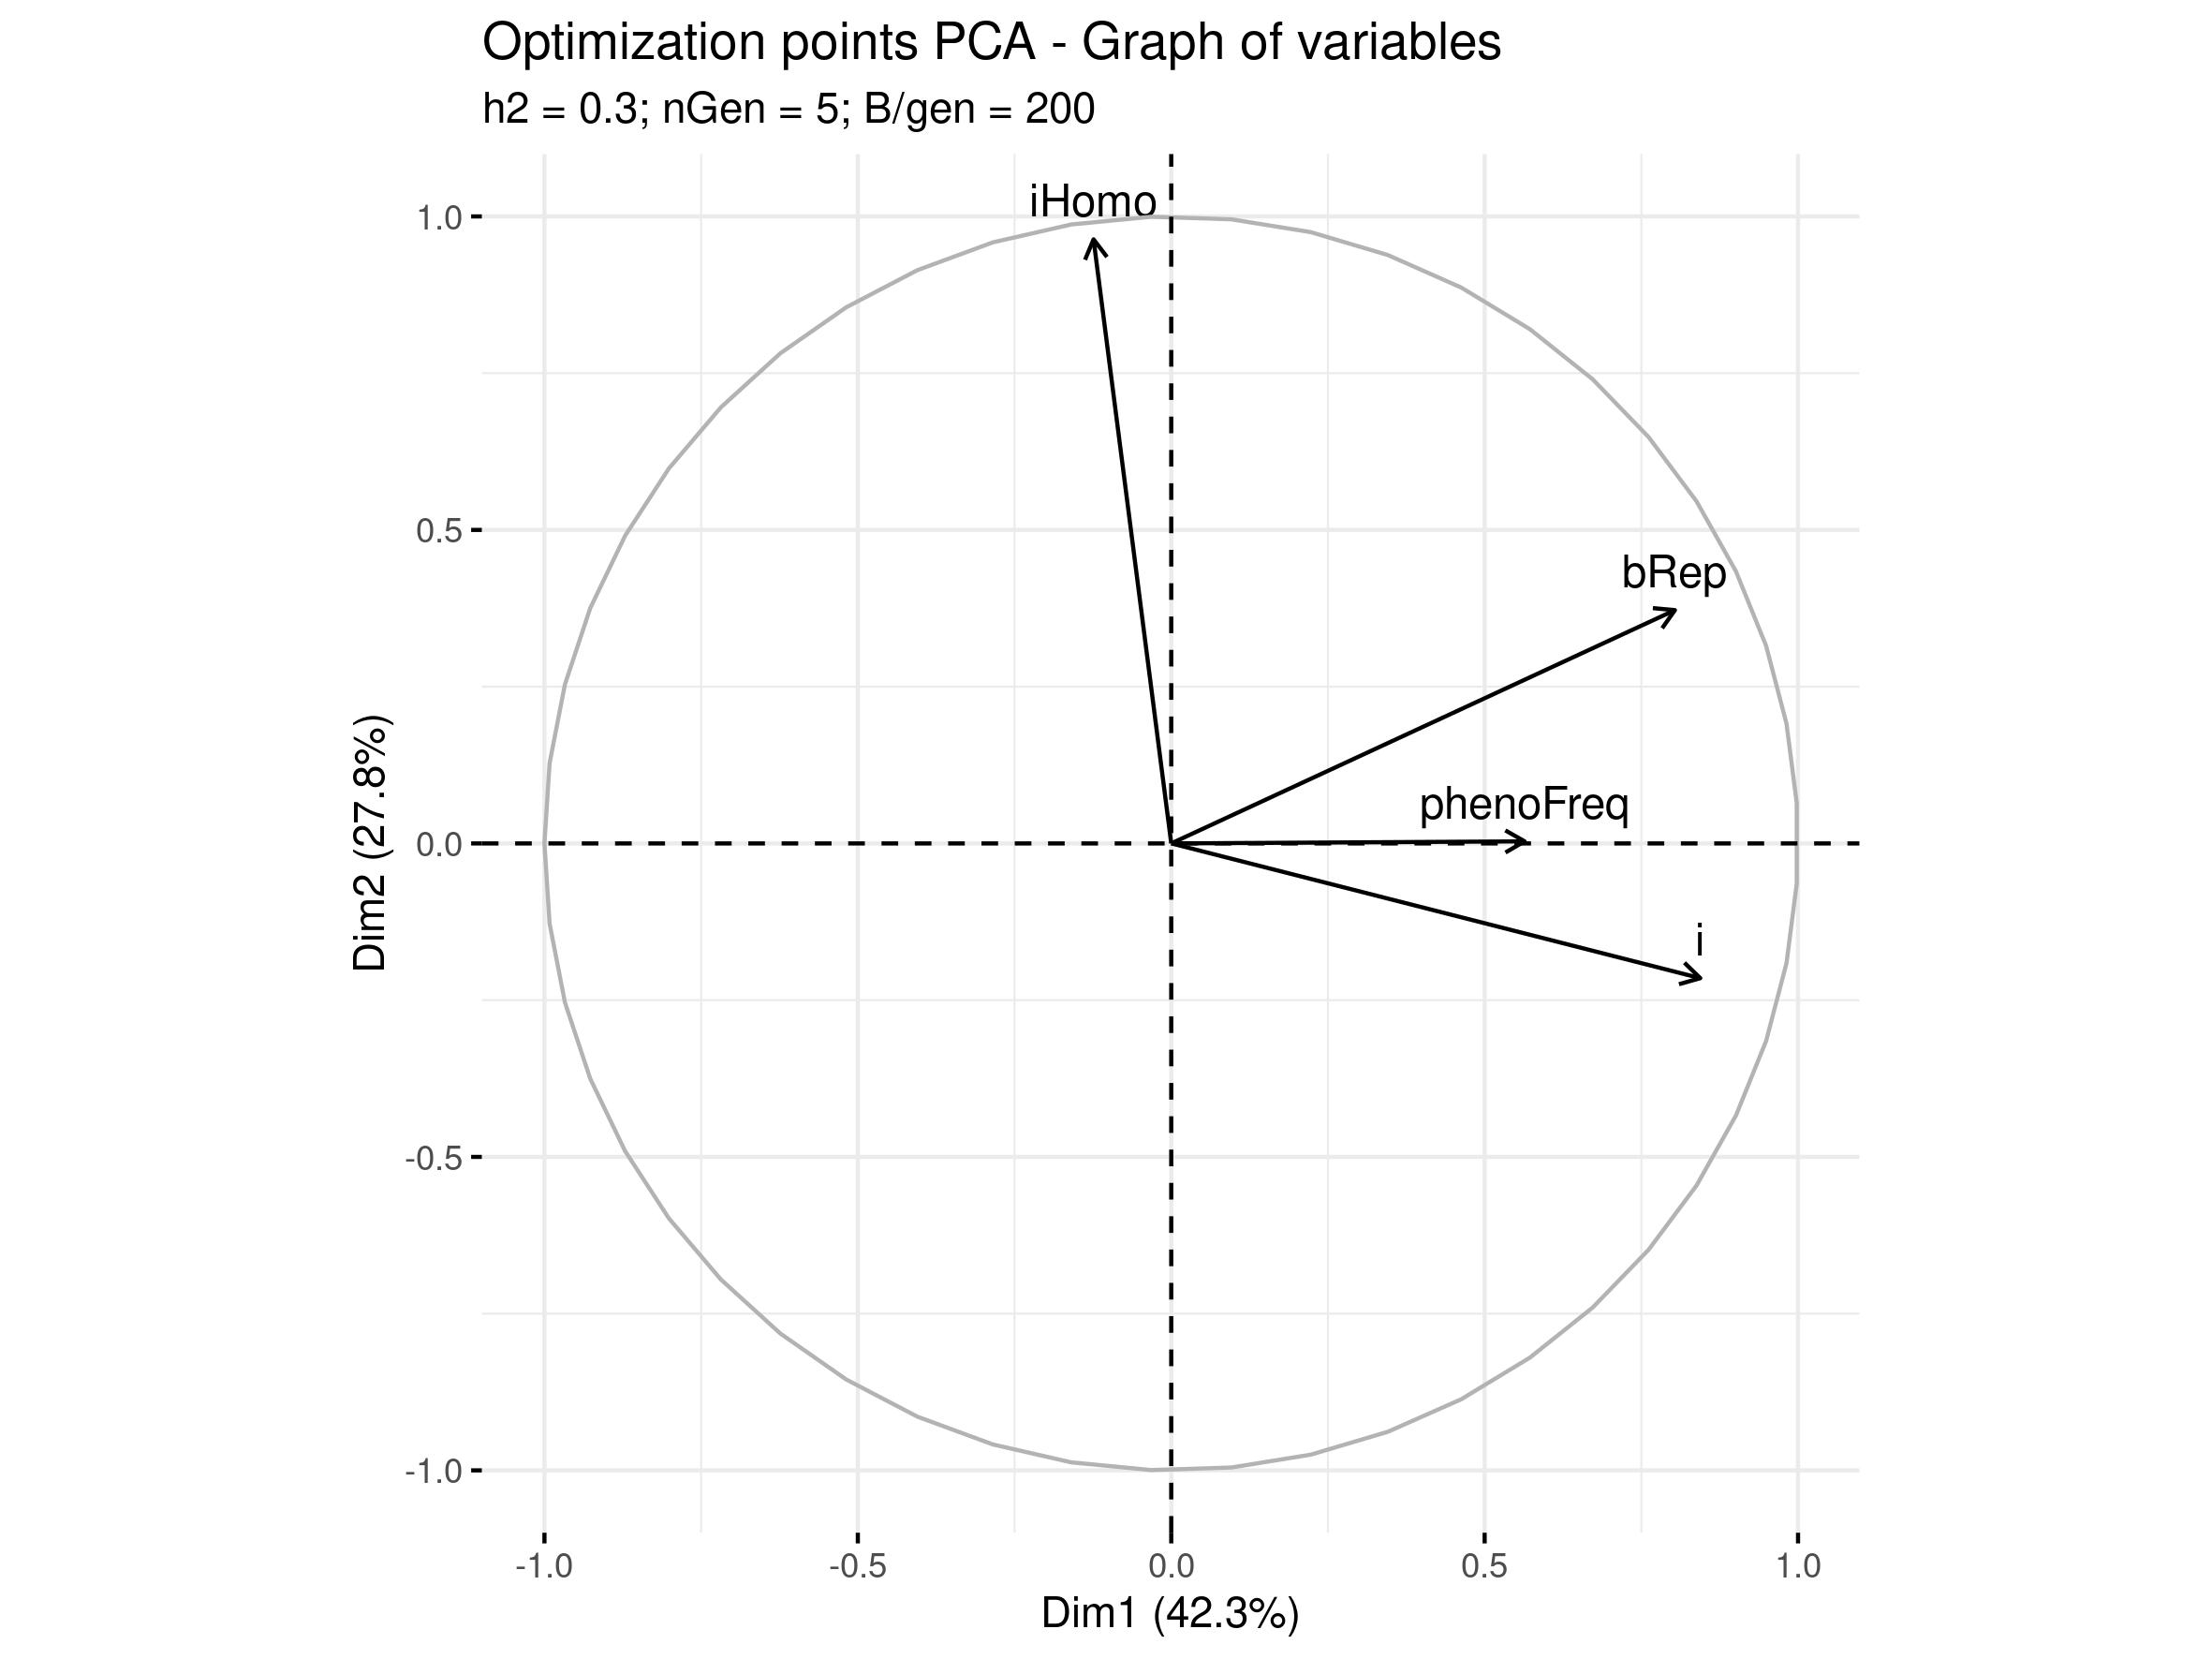 Optimization points PCA - Graph of variables
h2 = 0.3; nGen = 5; B/gen = 200
iHomo
1.0
0.5
bRep
phenoFreq
0.0
i
-0.5
-1.0
Dim2 (27.8%)
-1.0 -0.5 0.0 0.5 1.0
Dim1 (42.3%)